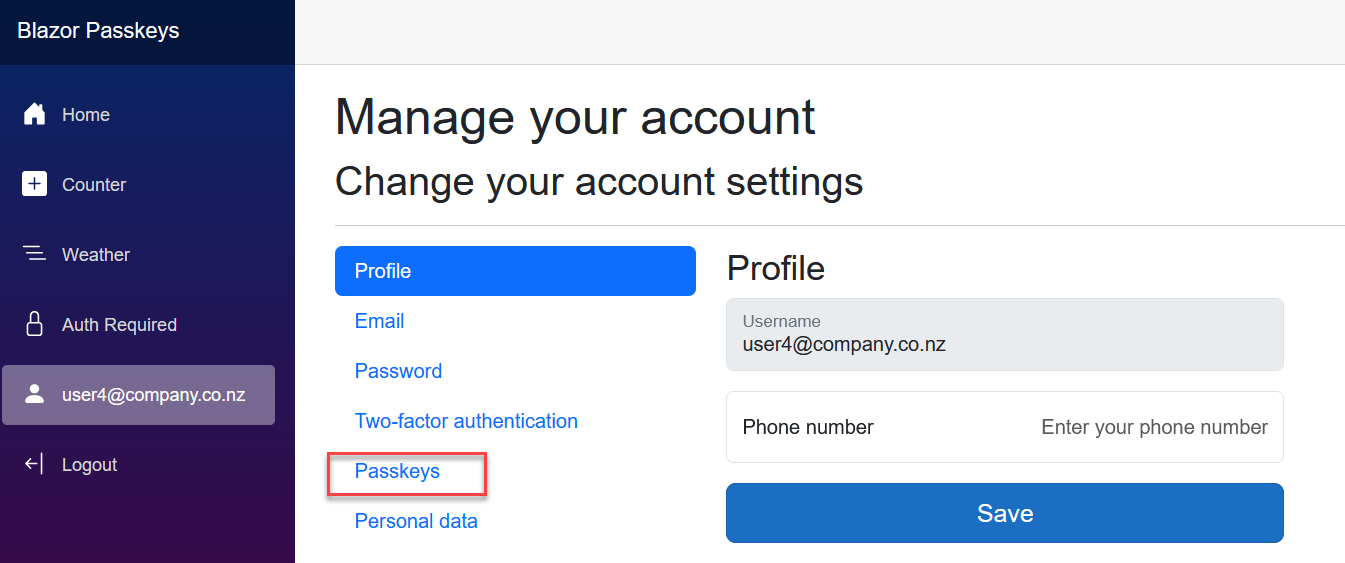 Blazor Passkeys
Home
Counter
Weather
Auth Required
user4@company.co.nz
Logout
Manage your account
Change your account settings
Profile
Email
Password
Two-factor authentication
Passkeys
Personal data
Profile
Username
user4@company.co.nz
Phone number Enter your phone number
Save